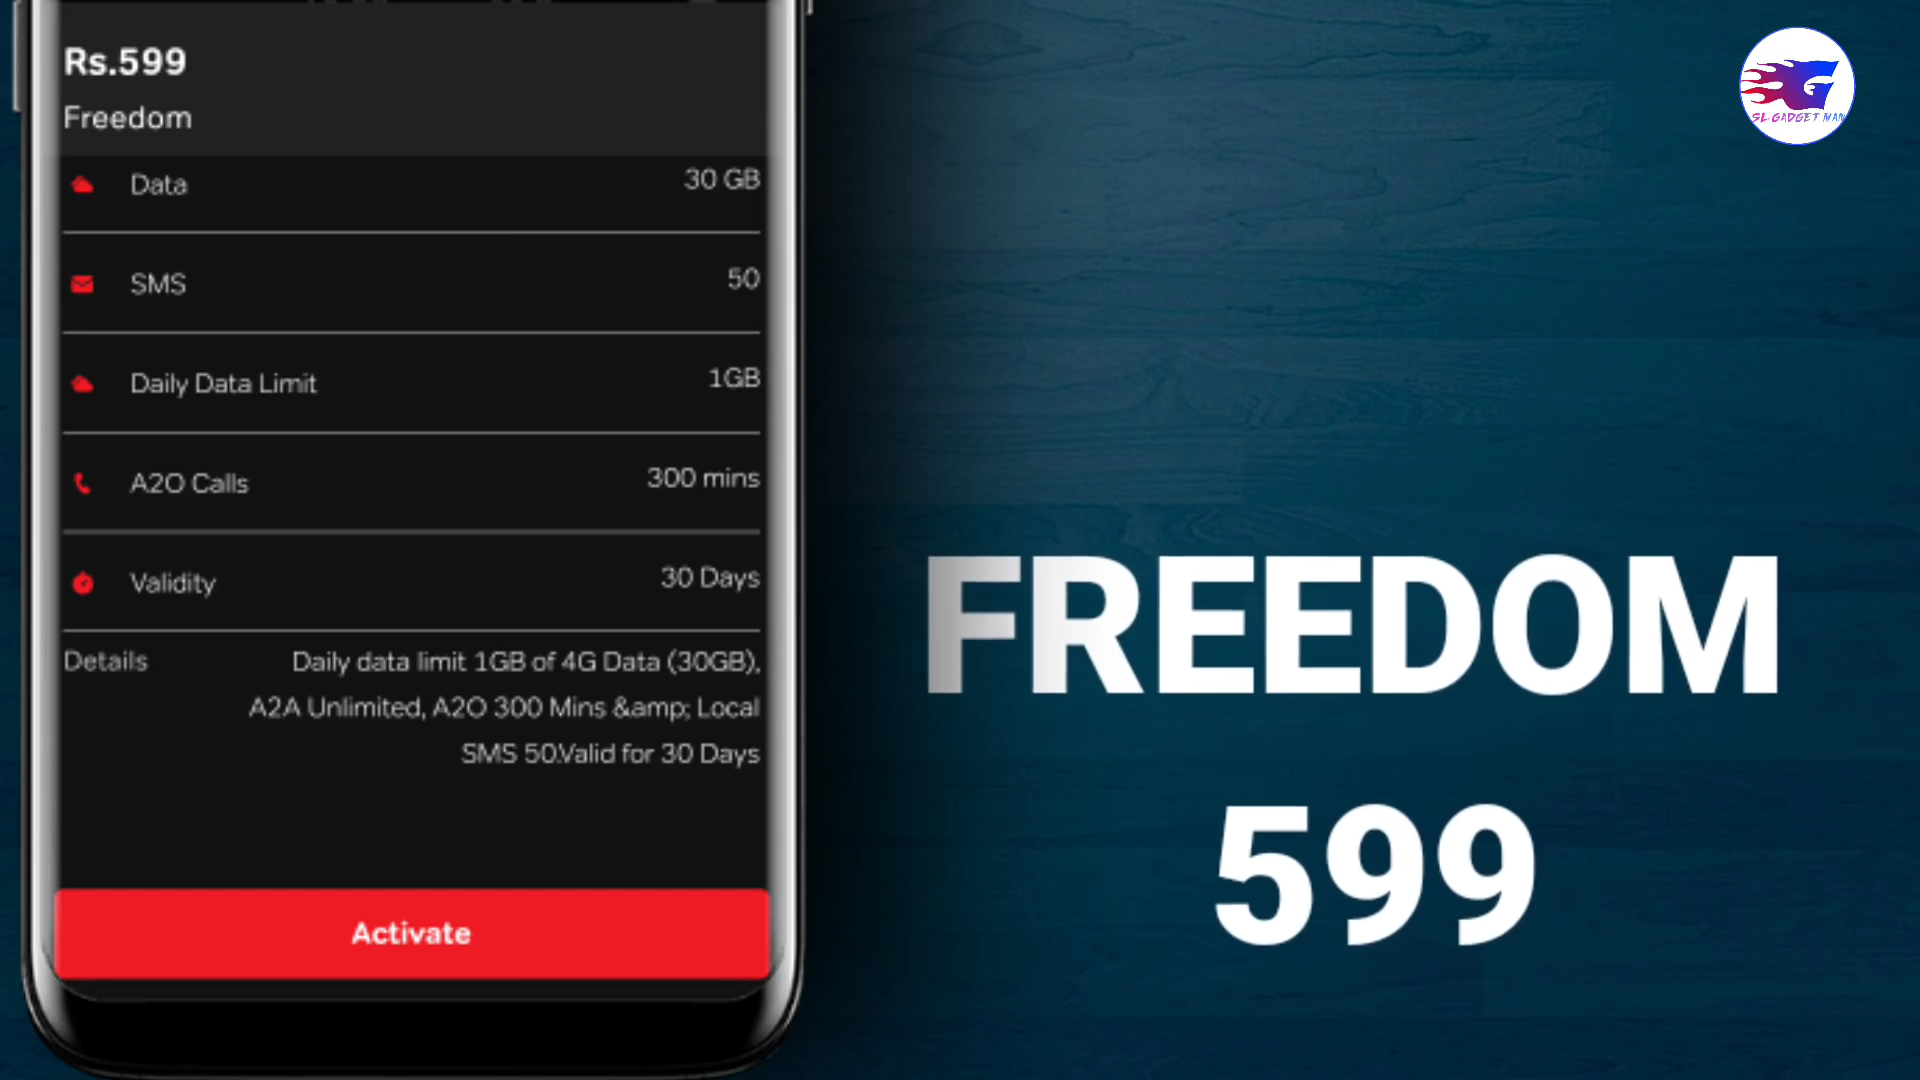 Rs.599
Freedom
Data 30 GB
SMS 50
Daily Data Limit 1GB
A2O Calls 300 mins
Validity 30 Days
Details Daily data limit 1GB of 4G Data (30GB),
A2A Unlimited, A2O 300 Mins &amp; Local
SMS 50.Valid for 30 Days
Activate
SL GADGET MAN
FREEDOM
599